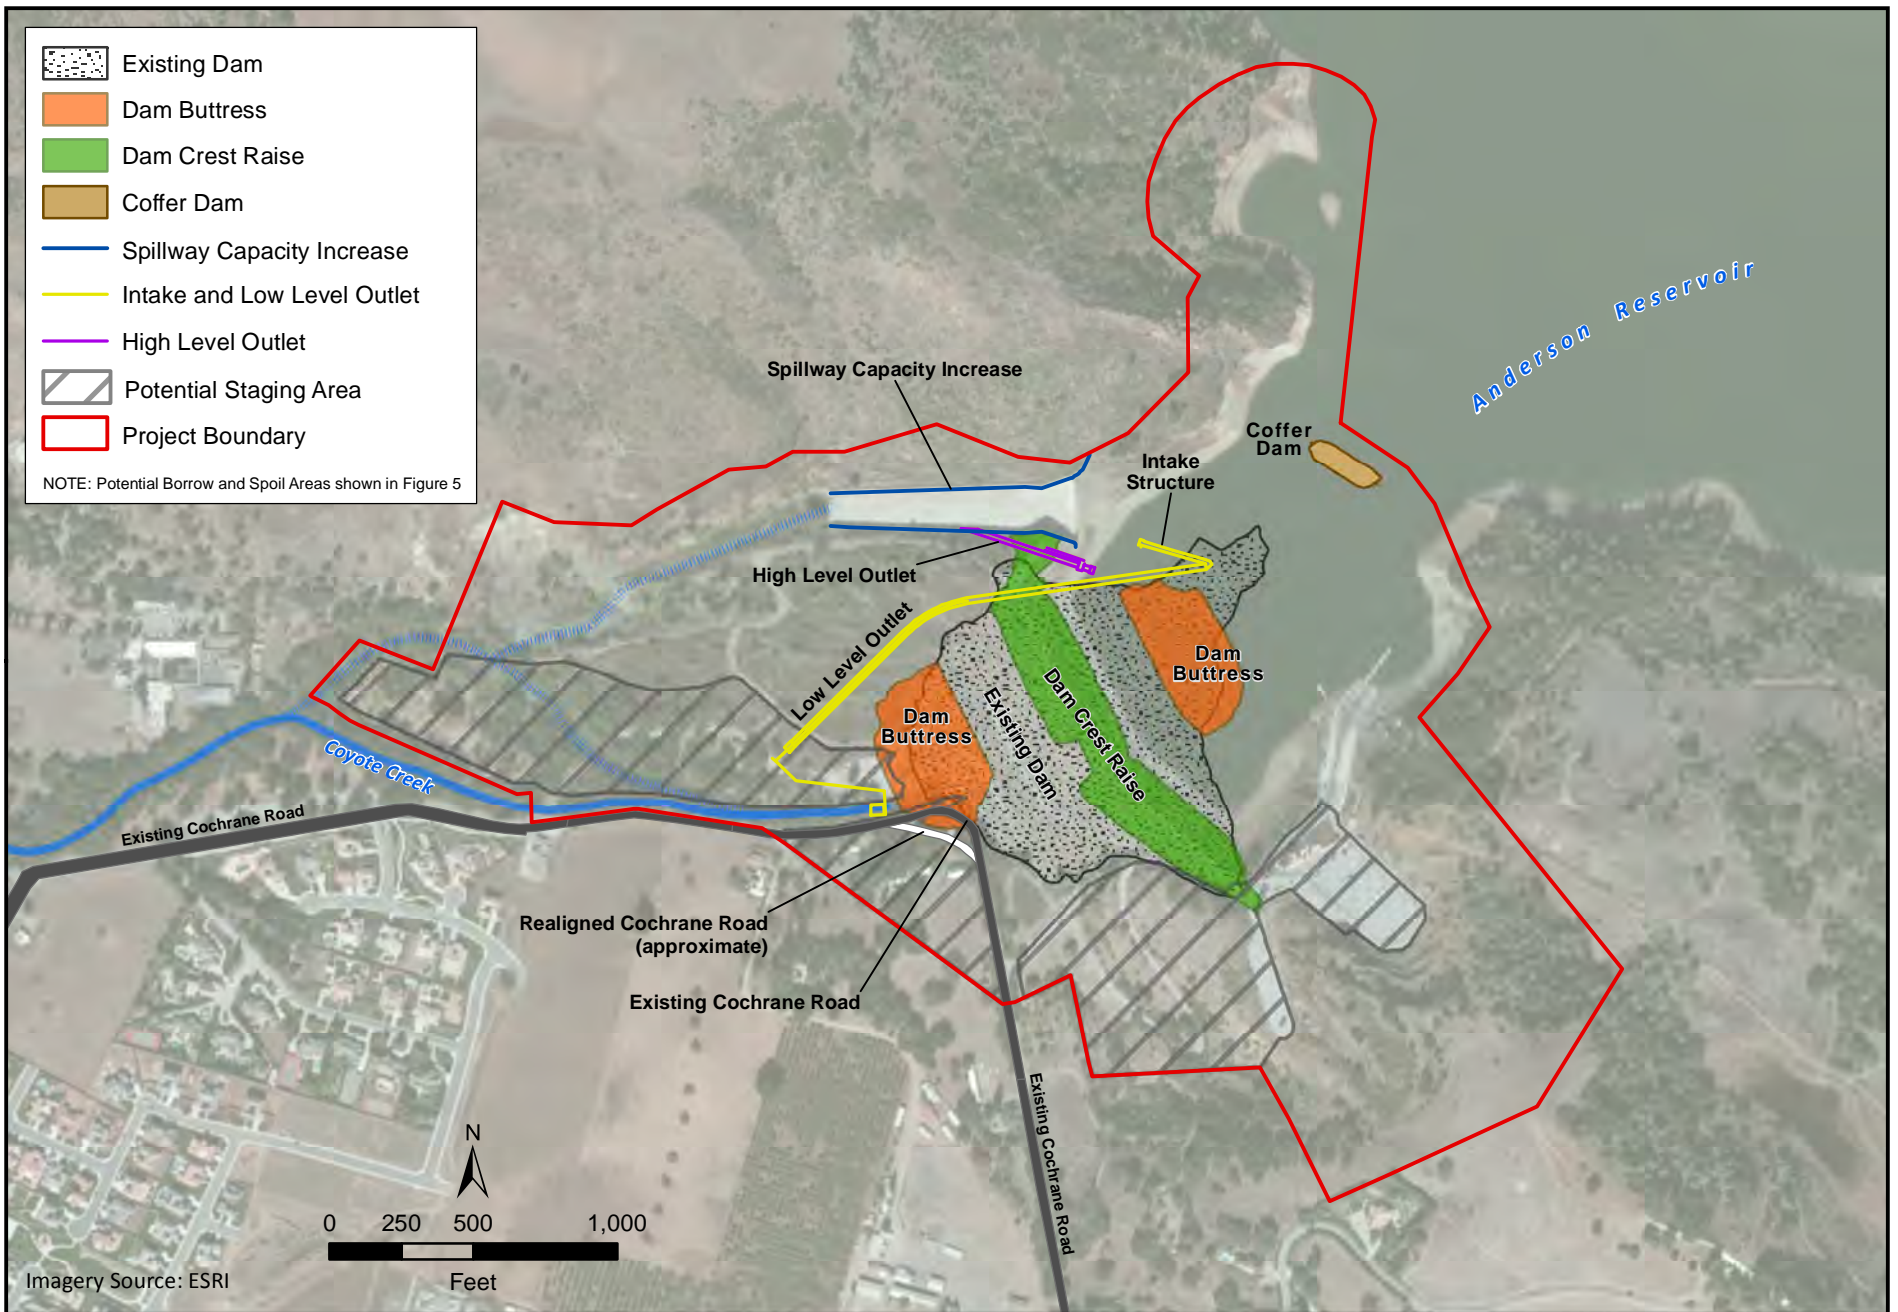 Existing Dam
Dam Buttress
Dam Crest Raise
Coffer Dam
Spillway Capacity Increase
Intake and Low Level Outlet
High Level Outlet
Potential Staging Area
Project Boundary
NOTE: Potential Borrow and Spoil Areas shown in Figure 5
Anderson Reservoir
Spillway Capacity Increase
Coffer
Dam
Intake
Structure
High Level Outlet
Low Level Outlet
Dam
Buttress
Dam Crest Raise
Existing Dam
Dam
Buttress
Coyote Creek
Existing Cochrane Road
Realigned Cochrane Road
(approximate)
Existing Cochrane Road
Existing Cochrane Road
N
0 250 500 1,000
Feet
Imagery Source: ESRI